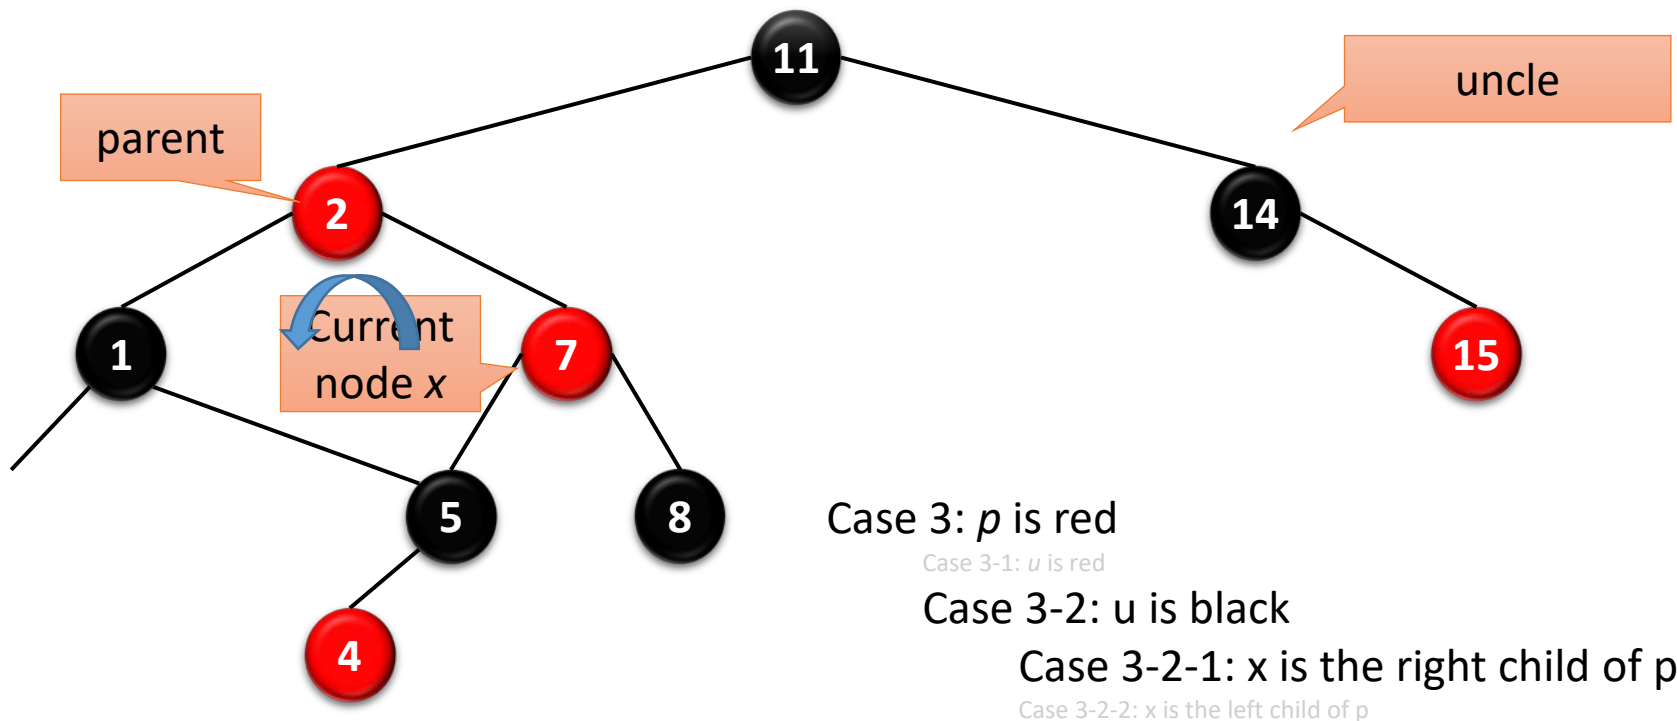 11
uncle
parent
2
14
Current
node x
1
7
15
5
8
Case 3: p is red
Case 3-1: u is red
Case 3-2: u is black
4
Case 3-2-1: x is the right child of p
Case 3-2-2: x is the left child of p